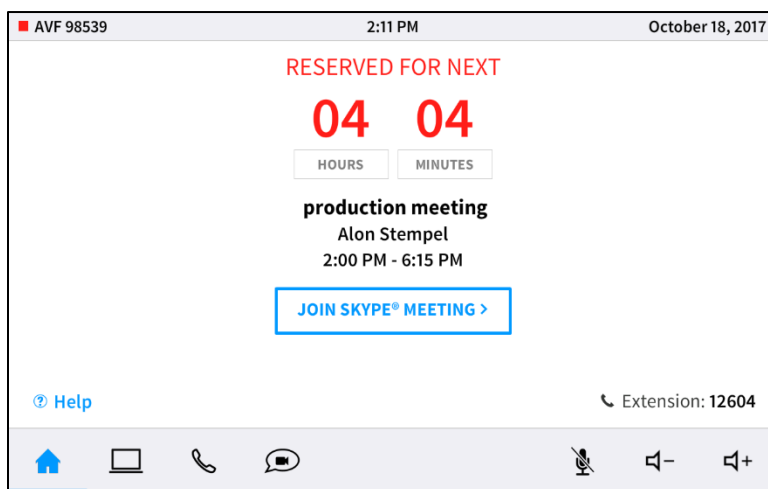 AVF 98539 2:11 PM October 18, 2017
RESERVED FOR NEXT
04 04
HOURS MINUTES
production meeting
Alon Stempel
2:00 PM - 6:15 PM
JOIN SKYPE® MEETING >
? Help Extension: 12604